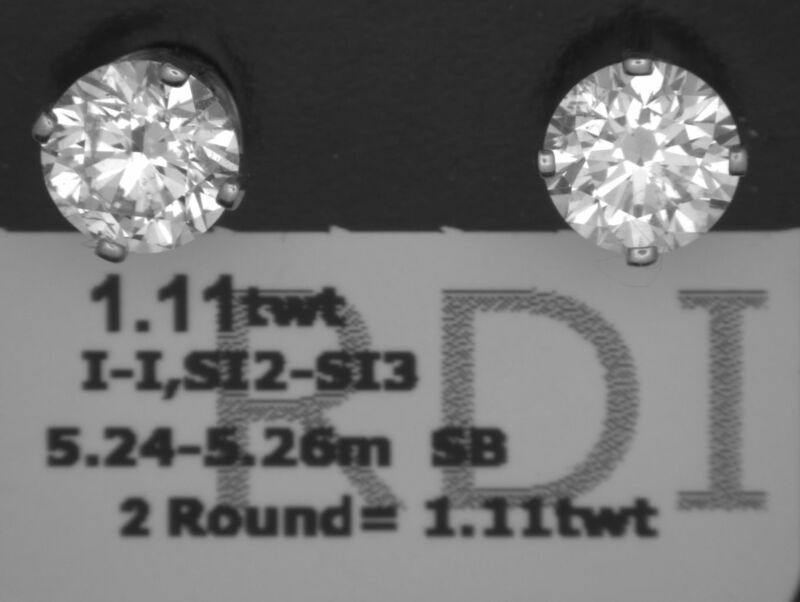 RDI
1.11twt
I-I,SI2-SI3
5.24-5.26m SB
2 Round= 1.11twt